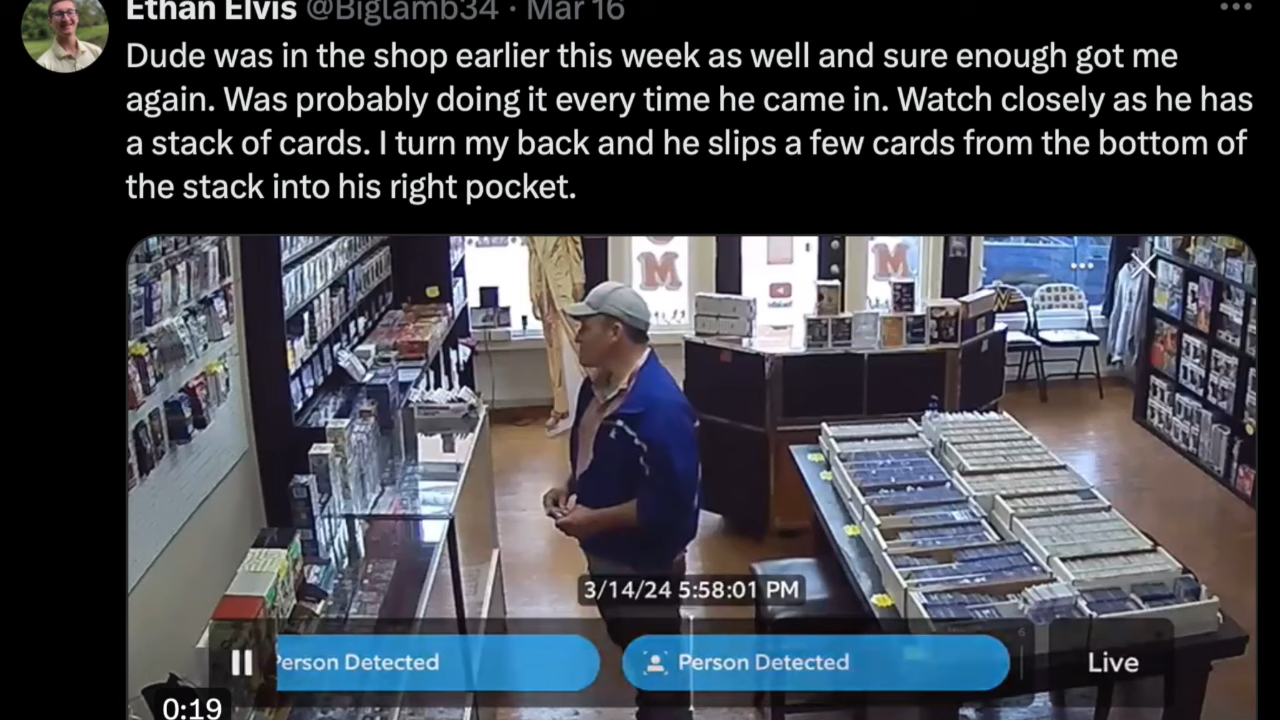 Ethan Elvis @Biglamb34 · Mar 16
Dude was in the shop earlier this week as well and sure enough got me
again. Was probably doing it every time he came in. Watch closely as he has
a stack of cards. I turn my back and he slips a few cards from the bottom of
the stack into his right pocket.
M
M
3/14/24 5:58:01 PM
Person Detected
Person Detected
Live
0:19